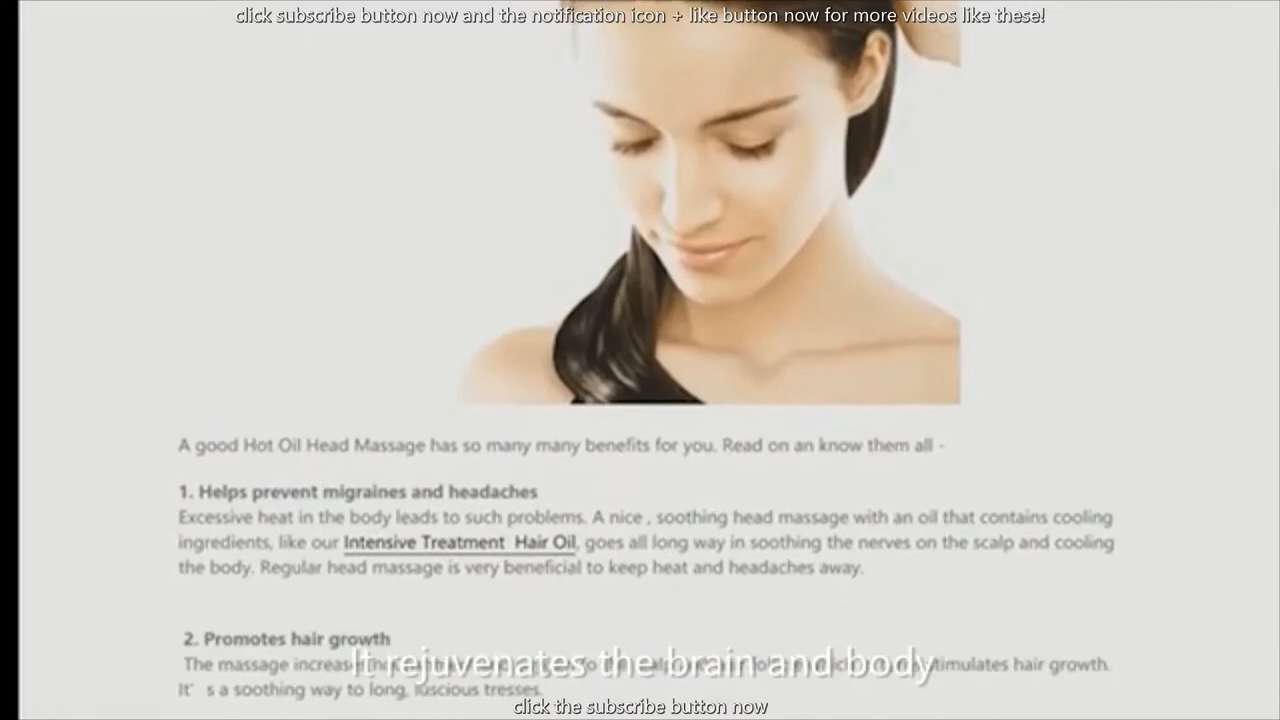 click subscribe button now and the notification icon + like button now for more videos like these!
A good Hot Oil Head Massage has so many many benefits for you. Read on an know them all -
1. Helps prevent migraines and headaches
Excessive heat in the body leads to such problems. A nice , soothing head massage with an oil that contains cooling
ingredients, like our Intensive Treatment Hair Oil, goes all long way in soothing the nerves on the scalp and cooling
the body. Regular head massage is very beneficial to keep heat and headaches away.
2. Promotes hair growth
The massage stimulates hair growth.
It rejuvenates the brain and body
It' s a soothing way to long, luscious tresses.
click the subscribe button now